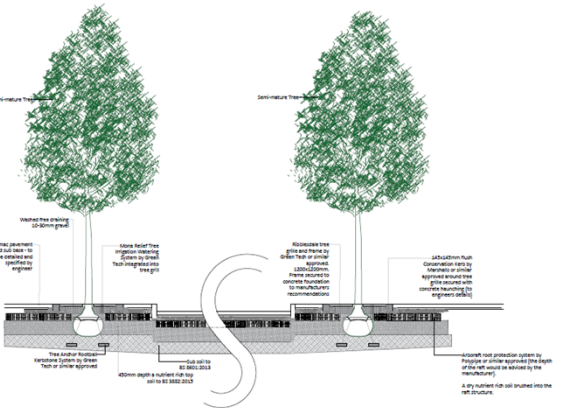 Semi-mature Tree
Semi-mature Tree
Washed free draining
10-30mm gravel
mac pavement
d sub base - to
e detailed and
specified by
engineer
Mona Relief Tree
Irrigation Watering
System by Green
Tech integrated into
tree grill
Ribblesdale tree
grille and frame by
Green Tech or similar
approved.
1200x1200mm.
Frame secured to
concrete foundation
to manufacturers
recommendations
145x145mm flush
Conservation kerb by
Marshalls or similar
approved around tree
grille secured with
concrete haunching (to
engineers details)
Tree Anchor Rootball
Kerbstone System by Green
Tech or similar approved
Sub soil to
BS 8601:2013
450mm depth a nutrient rich top
soil to BS 3882:2015
Arborraft root protection system by
Polypipe or similar approved (the depth
of the raft would be advised by the
manufacturer).
A dry nutrient rich soil brushed into the
raft structure.